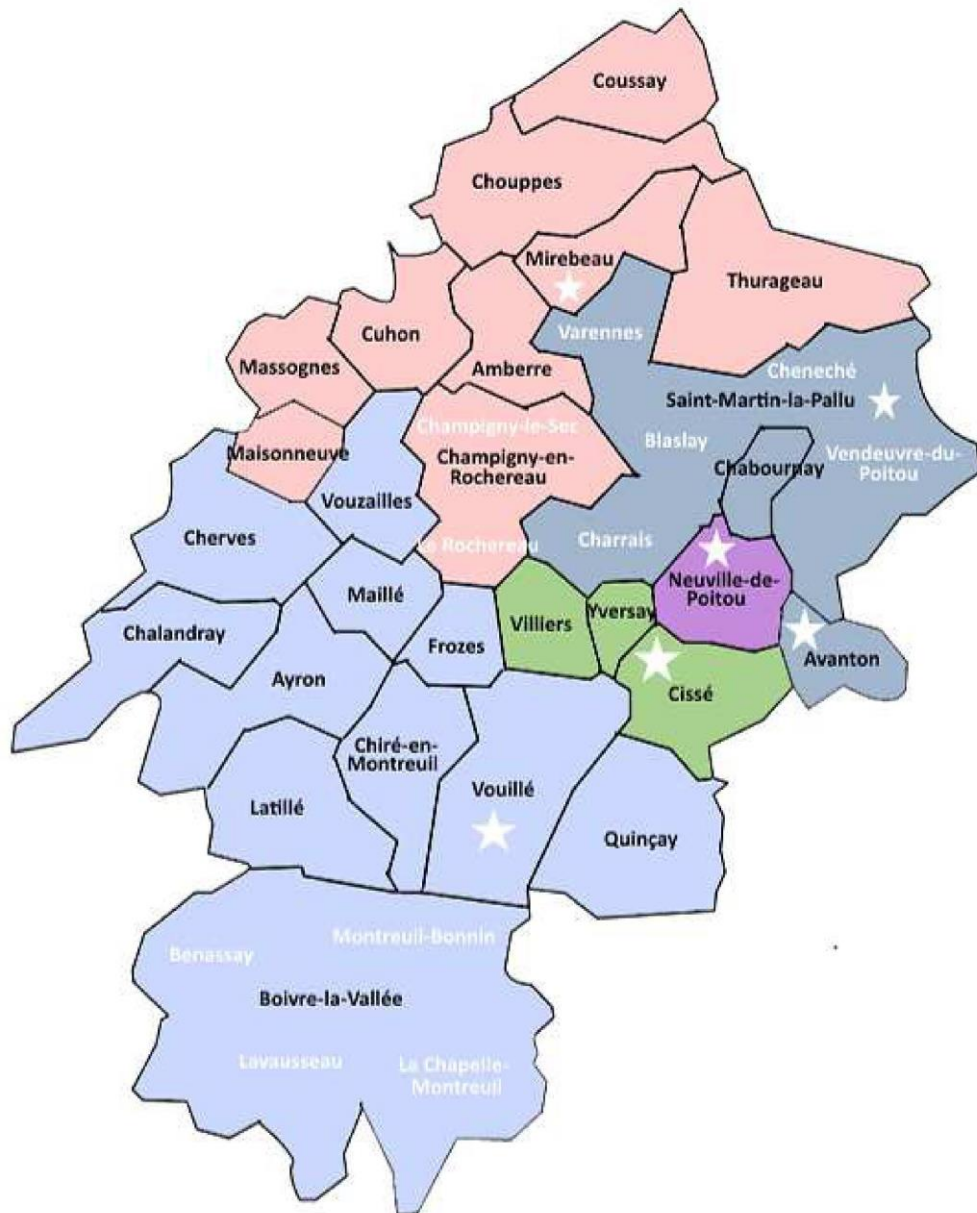 Coussay
Chouppes
Mirebeau
Thurageau
Varennes
Cuhon
Massognes
Amberre
Cheneché
Saint-Martin-la-Pallu
Champigny-le-Sec
Champigny-en-
Rochereau
Blaslay
Maisonneuve
Vendeuvre-du-
Poitou
Chabournay
Vouzailles
Cherves
Le Rochereau
Charrais
Neuville-de-
Poitou
Maillé
Villiers
Yversay
Chalandray
Frozes
Avanton
Ayron
Cissé
Chiré-en-
Montreuil
Vouillé
Latillé
Quinçay
Montreuil-Bonnin
Benassay
Boivre-la-Vallée
Lavausseau
La Chapelle-
Montreuil